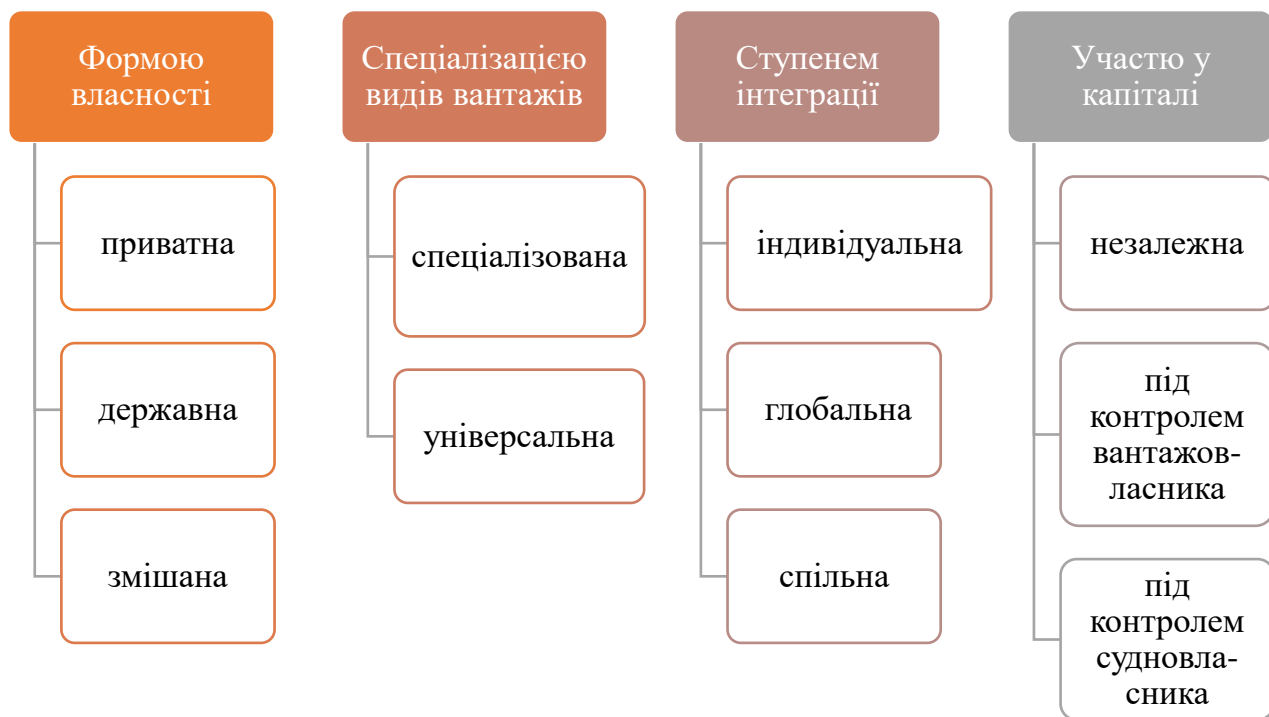 Формою
власності
приватна
державна
змішана
Спеціалізацією
видів вантажів
спеціалізована
універсальна
Ступенем
інтеграції
індивідуальна
глобальна
спільна
Участю у
капіталі
незалежна
під
контролем
вантажов-
ласника
під
контролем
судновла-
сника